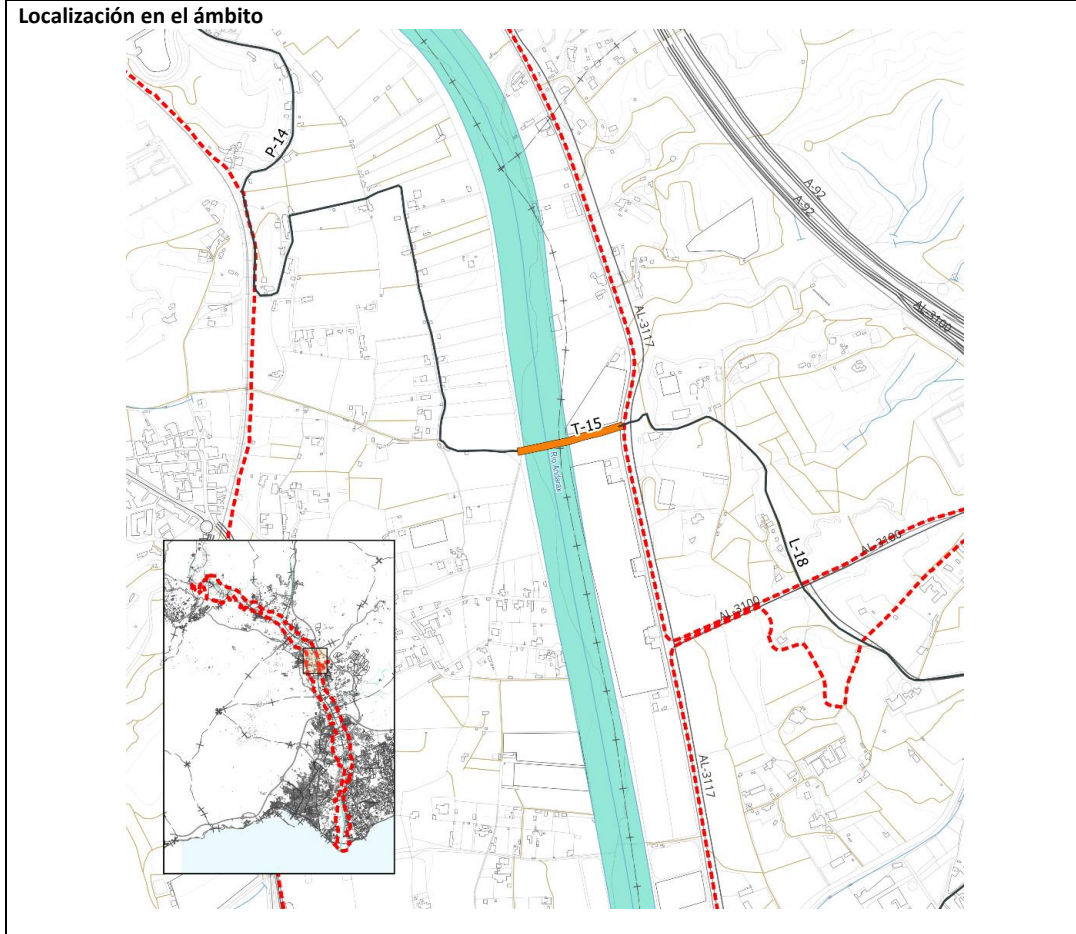 Localización en el ámbito
P-14
A-92
A-92
AL-3100
AL-3117
T-15
Río Andarax
L-18
AL-3100
AL-3100
AL-3117